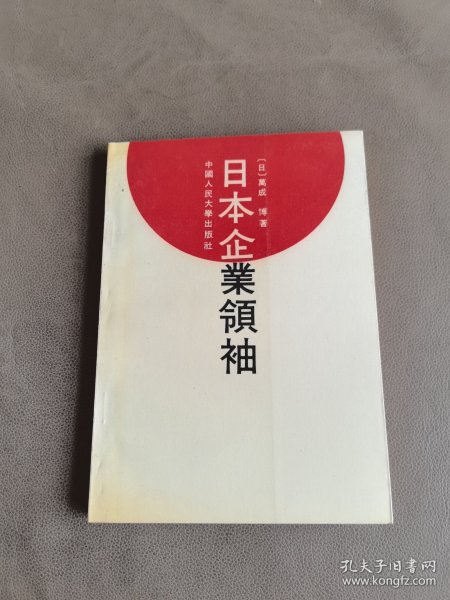 〔日〕萬成 博著
日本企業領袖
中國人民大學出版社
孔夫子旧书网
www.kongfz.com